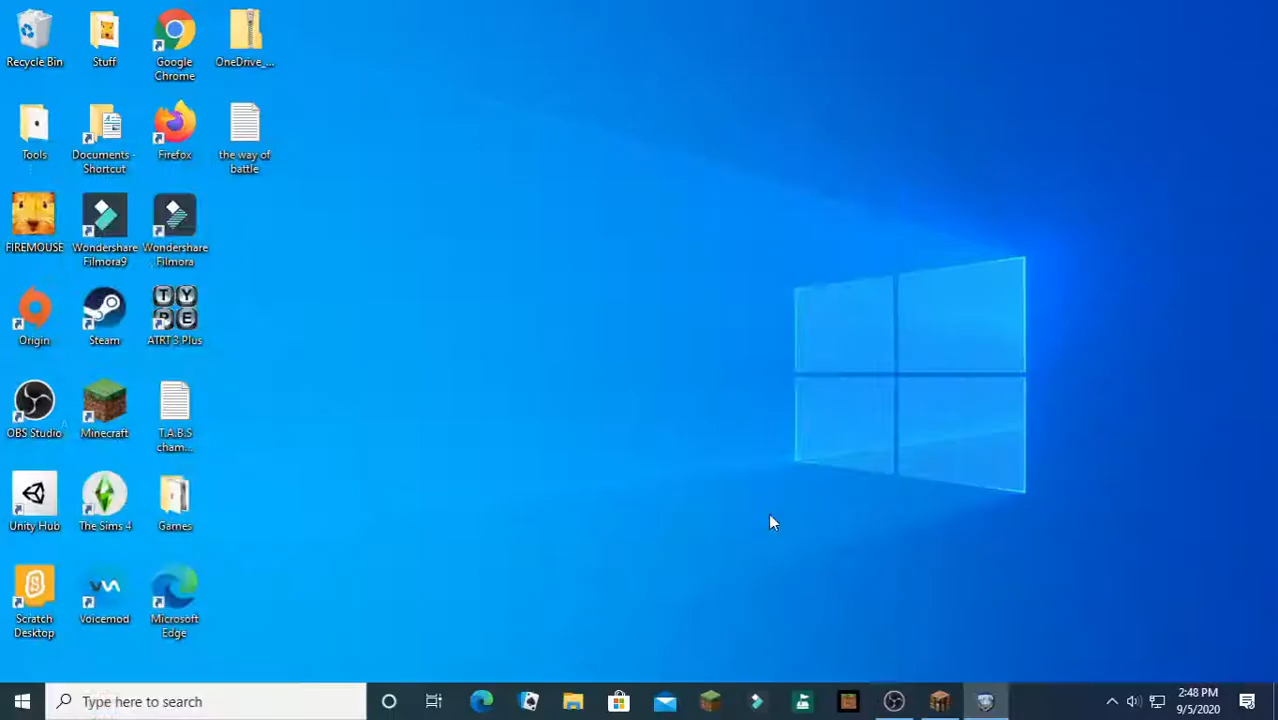 Recycle Bin
Stuff
Google
Chrome
OneDrive_...
Tools
Documents -
Shortcut
Firefox
the way of
battle
FIREMOUSE
Wondershare
Filmora9
Wondershare
Filmora
Origin
Steam
T Y
P E
ATRT 3 Plus
OBS Studio
Minecraft
T.A.B.S
cham...
Unity Hub
The Sims 4
Games
Scratch
Desktop
Voicemod
Microsoft
Edge
Type here to search
2:48 PM
9/5/2020